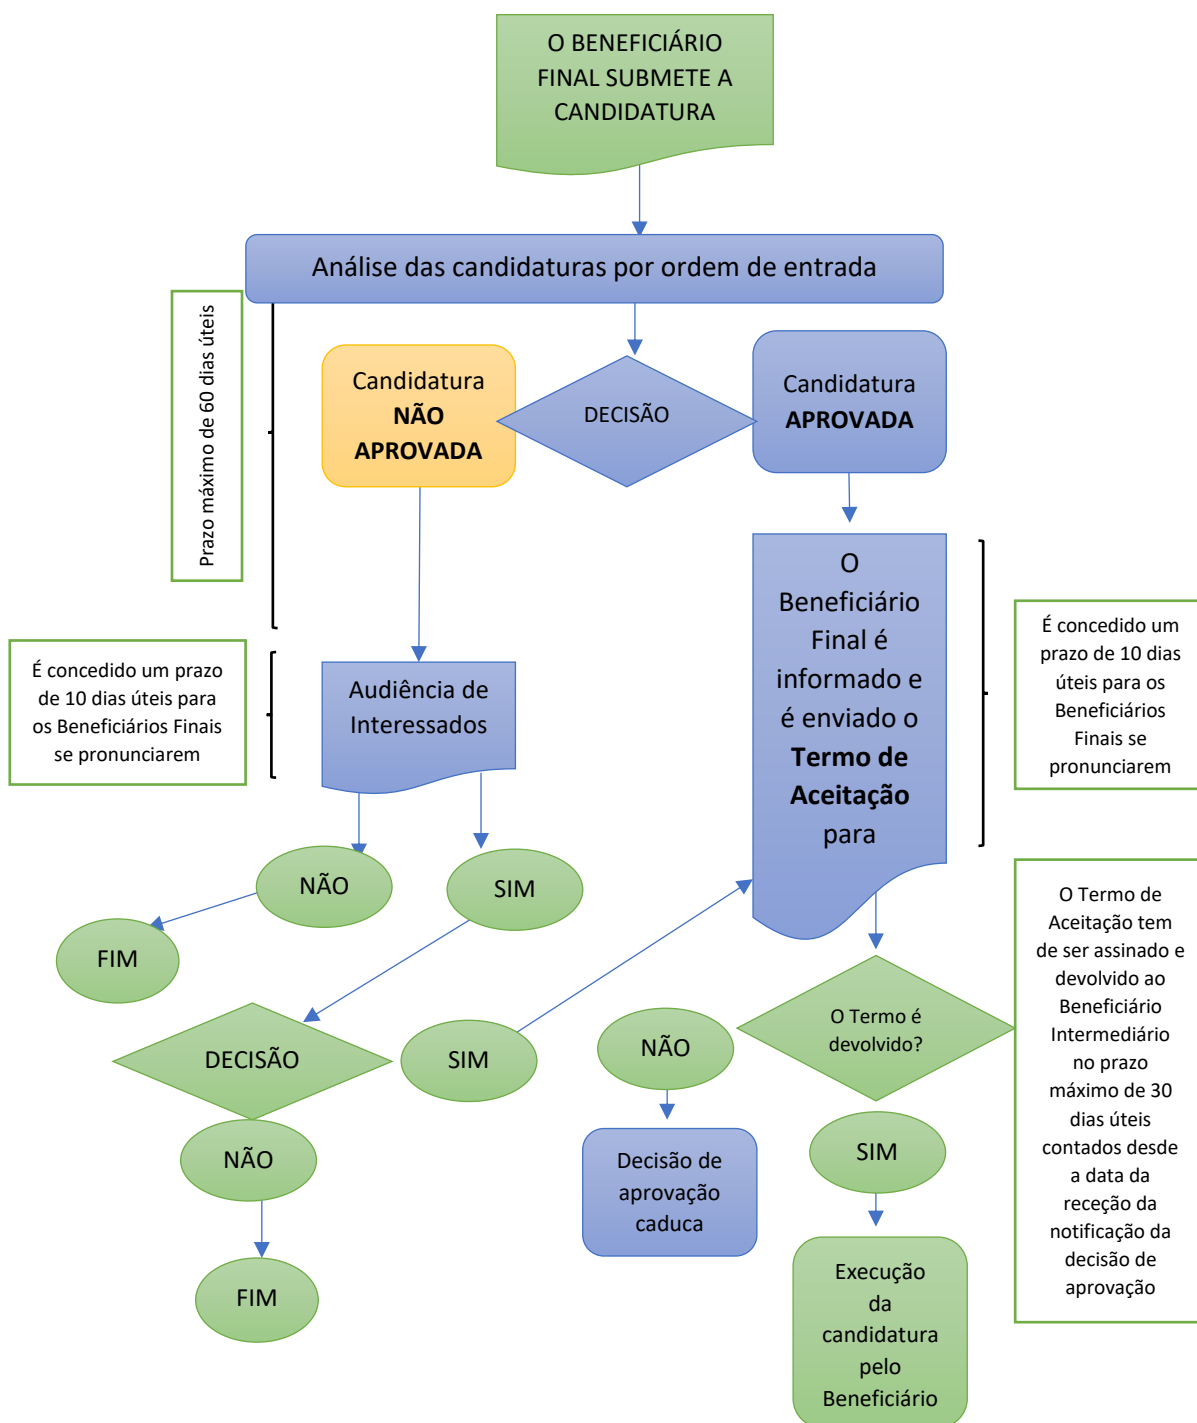 O BENEFICIÁRIO
FINAL SUBMETE A
CANDIDATURA
Análise das candidaturas por ordem de entrada
Prazo máximo de 60 dias úteis
Candidatura
NÃO
APROVADA
DECISÃO
Candidatura
APROVADA
O
Beneficiário
Final é
informado e
é enviado o
Termo de
Aceitação
para
É concedido um
prazo de 10 dias
úteis para os
Beneficiários
Finais se
pronunciarem
É concedido um prazo
de 10 dias úteis para
os Beneficiários Finais
se pronunciarem
Audiência de
Interessados
NÃO
SIM
FIM
DECISÃO
SIM
NÃO
O Termo é
devolvido?
O Termo de
Aceitação tem
de ser assinado e
devolvido ao
Beneficiário
Intermediário
no prazo
máximo de 30
dias úteis
contados desde
a data da
receção da
notificação da
decisão de
aprovação
NÃO
Decisão de
aprovação
caduca
SIM
FIM
Execução
da
candidatura
pelo
Beneficiário